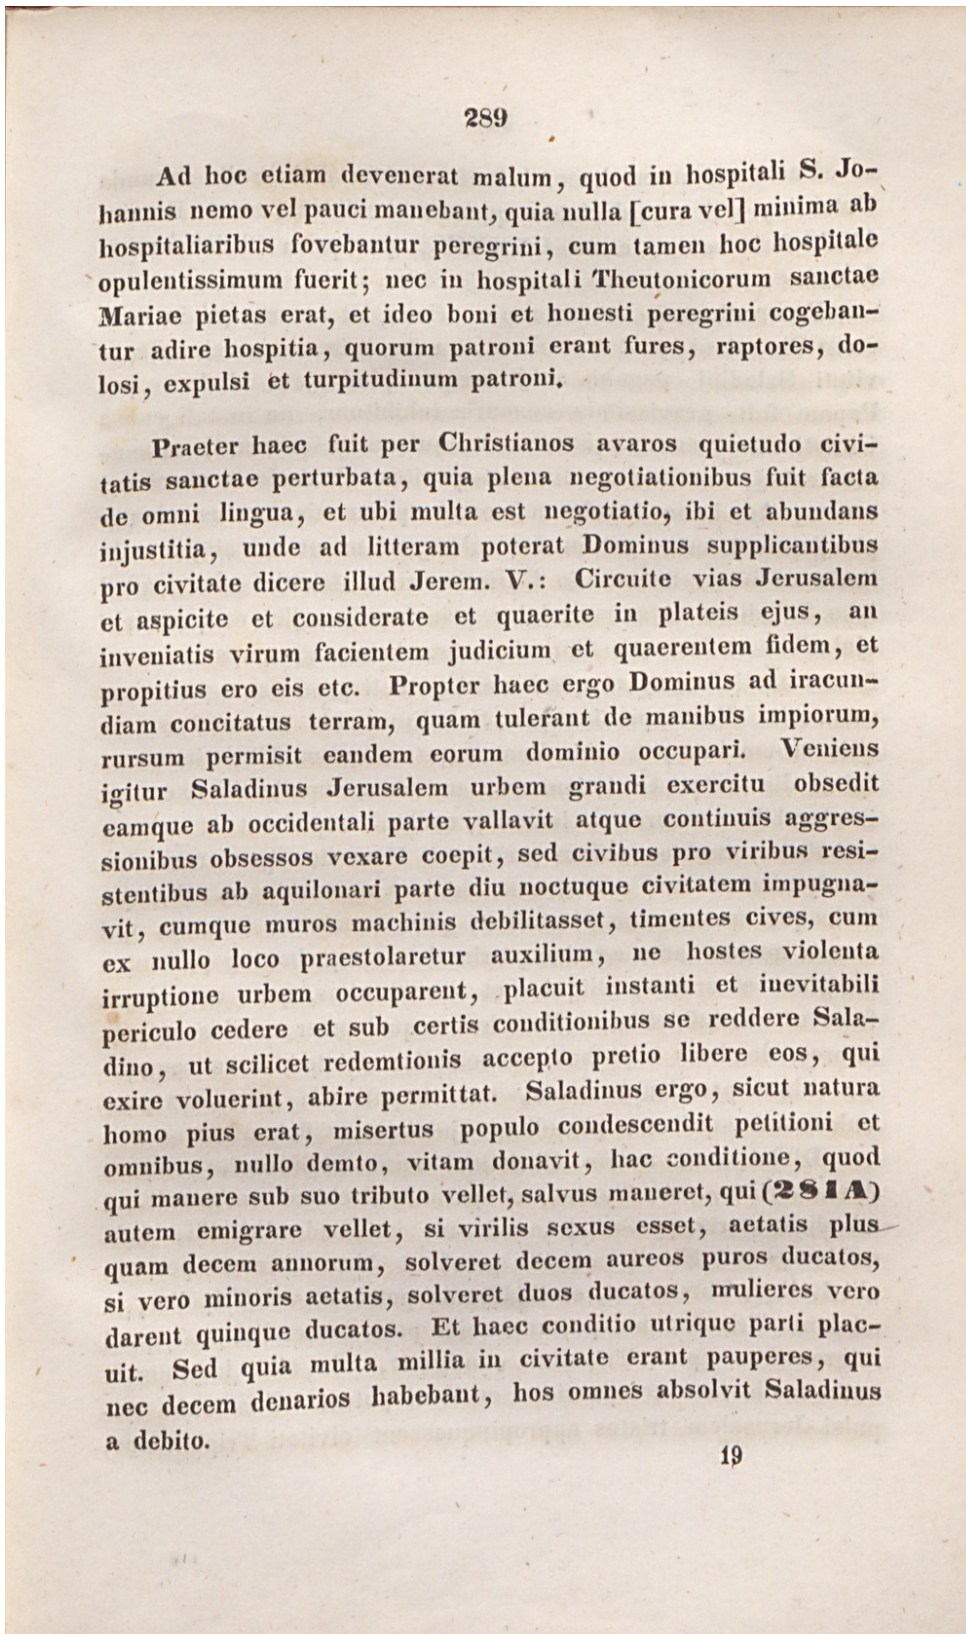 289
Ad hoc etiam devenerat malum, quod in hospitali S. Jo-
hannis nemo vel pauci manebant, quia nulla [cura vel] minima ab
hospitaliaribus fovebantur peregrini, cum tamen hoc hospitale
opulentissimum fuerit; nec in hospitali Theutonicorum sanctae
Mariae pietas erat, et ideo boni et honesti peregrini cogeban-
tur adire hospitia, quorum patroni erant fures, raptores, do-
losi, expulsi et turpitudinum patroni.
Praeter haec fuit per Christianos avaros quietudo civi-
tatis sanctae perturbata, quia plena negotiationibus fuit facta
de omni lingua, et ubi multa est negotiatio, ibi et abundans
injustitia, unde ad litteram poterat Dominus supplicantibus
pro civitate dicere illud Jerem. V.: Circuite vias Jerusalem
et aspicite et considerate et quaerite in plateis ejus, an
inveniatis virum facientem judicium et quaerentem fidem, et
propitius ero eis etc. Propter haec ergo Dominus ad iracun-
diam concitatus terram, quam tulerant de manibus impiorum,
rursum permisit eandem eorum dominio occupari. Veniens
igitur Saladinus Jerusalem urbem grandi exercitu obsedit
eamque ab occidentali parte vallavit atque continuis aggres-
sionibus obsessos vexare coepit, sed civibus pro viribus resi-
stentibus ab aquilonari parte diu noctuque civitatem impugna-
vit, cumque muros machinis debilitasset, timentes cives, cum
ex nullo loco praestolaretur auxilium, ne hostes violenta
irruptione urbem occuparent, placuit instanti et inevitabili
periculo cedere et sub certis conditionibus se reddere Sala-
dino, ut scilicet redemtionis accepto pretio libere eos, qui
exire voluerint, abire permittat. Saladinus ergo, sicut natura
homo pius erat, misertus populo condescendit petitioni et
omnibus, nullo demto, vitam donavit, hac conditione, quod
qui manere sub suo tributo vellet, salvus maneret, qui (281A)
autem emigrare vellet, si virilis sexus esset, aetatis plus
quam decem annorum, solveret decem aureos puros ducatos,
si vero minoris aetatis, solveret duos ducatos, mulieres vero
darent quinque ducatos. Et haec conditio utrique parti plac-
uit. Sed quia multa millia in civitate erant pauperes, qui
nec decem denarios habebant, hos omnes absolvit Saladinus
a debito.
19